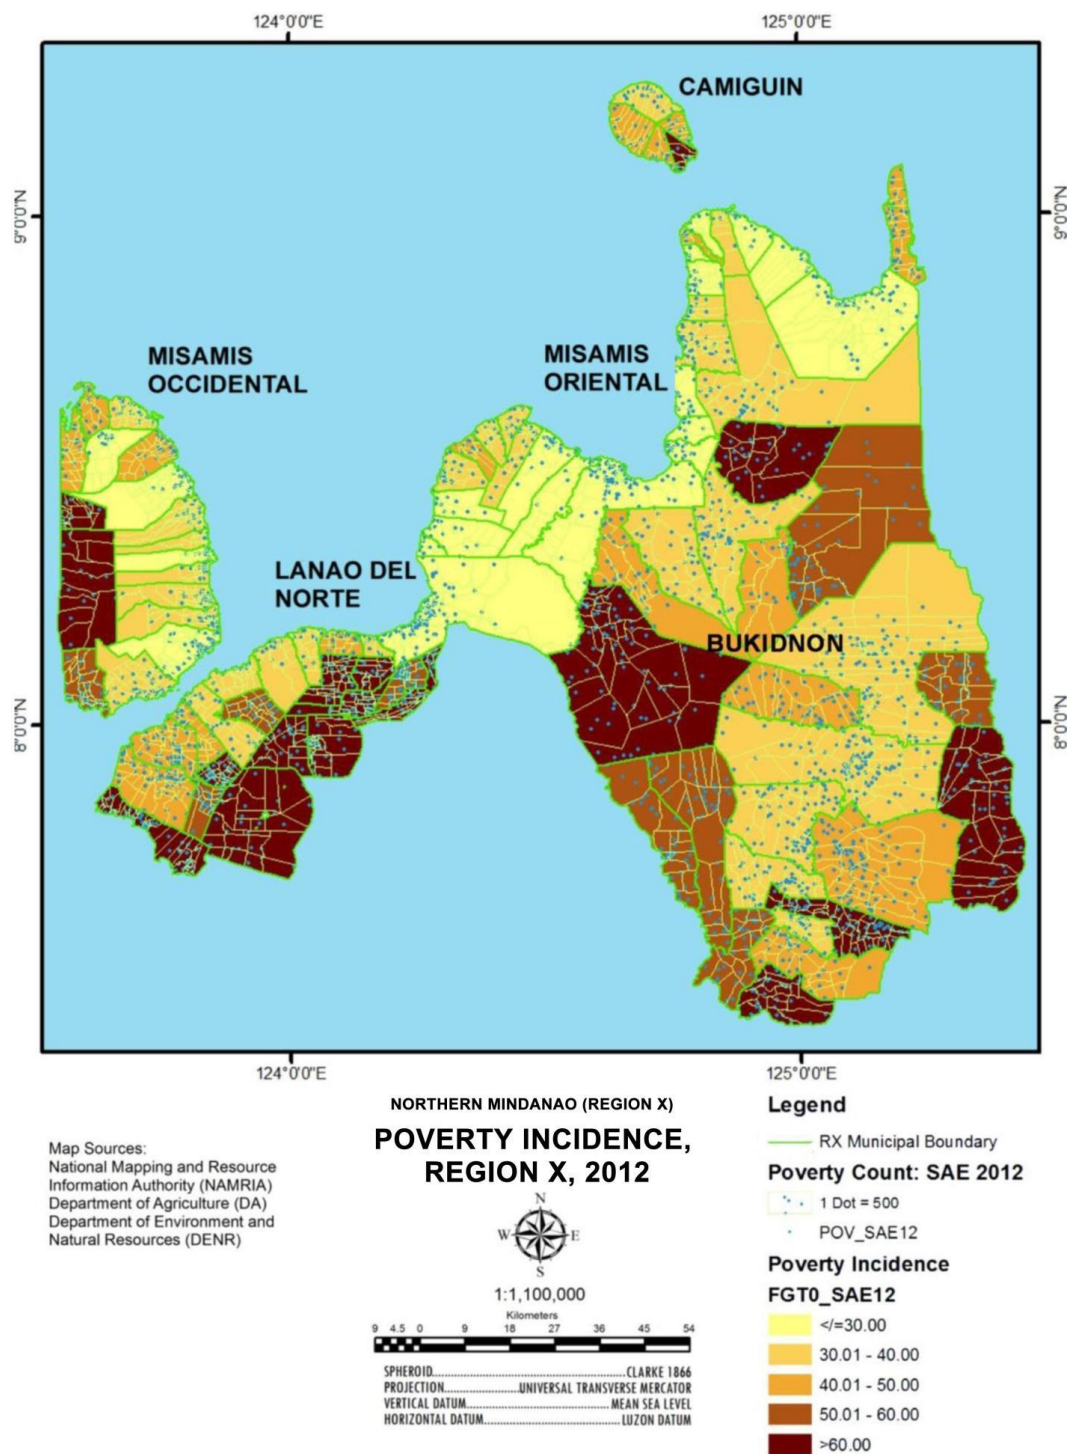 124°0'0"E
125°0'0"E
CAMIGUIN
9°0'0"N
9°0'0"N
MISAMIS
OCCIDENTAL
MISAMIS
ORIENTAL
LANAO DEL
NORTE
BUKIDNON
8°0'0"N
8°0'0"N
124°0'0"E
125°0'0"E
NORTHERN MINDANAO (REGION X)
POVERTY INCIDENCE,
REGION X, 2012
Map Sources:
National Mapping and Resource
Information Authority (NAMRIA)
Department of Agriculture (DA)
Department of Environment and
Natural Resources (DENR)
N
W E
S
1:1,100,000
Kilometers
9 4.5 0 9 18 27 36 45 54
SPHEROID CLARKE 1866
PROJECTION UNIVERSAL TRANSVERSE MERCATOR
VERTICAL DATUM MEAN SEA LEVEL
HORIZONTAL DATUM LUZON DATUM
Legend
RX Municipal Boundary
Poverty Count: SAE 2012
1 Dot = 500
POV_SAE12
Poverty Incidence
FGT0_SAE12
</=30.00
30.01 - 40.00
40.01 - 50.00
50.01 - 60.00
>60.00